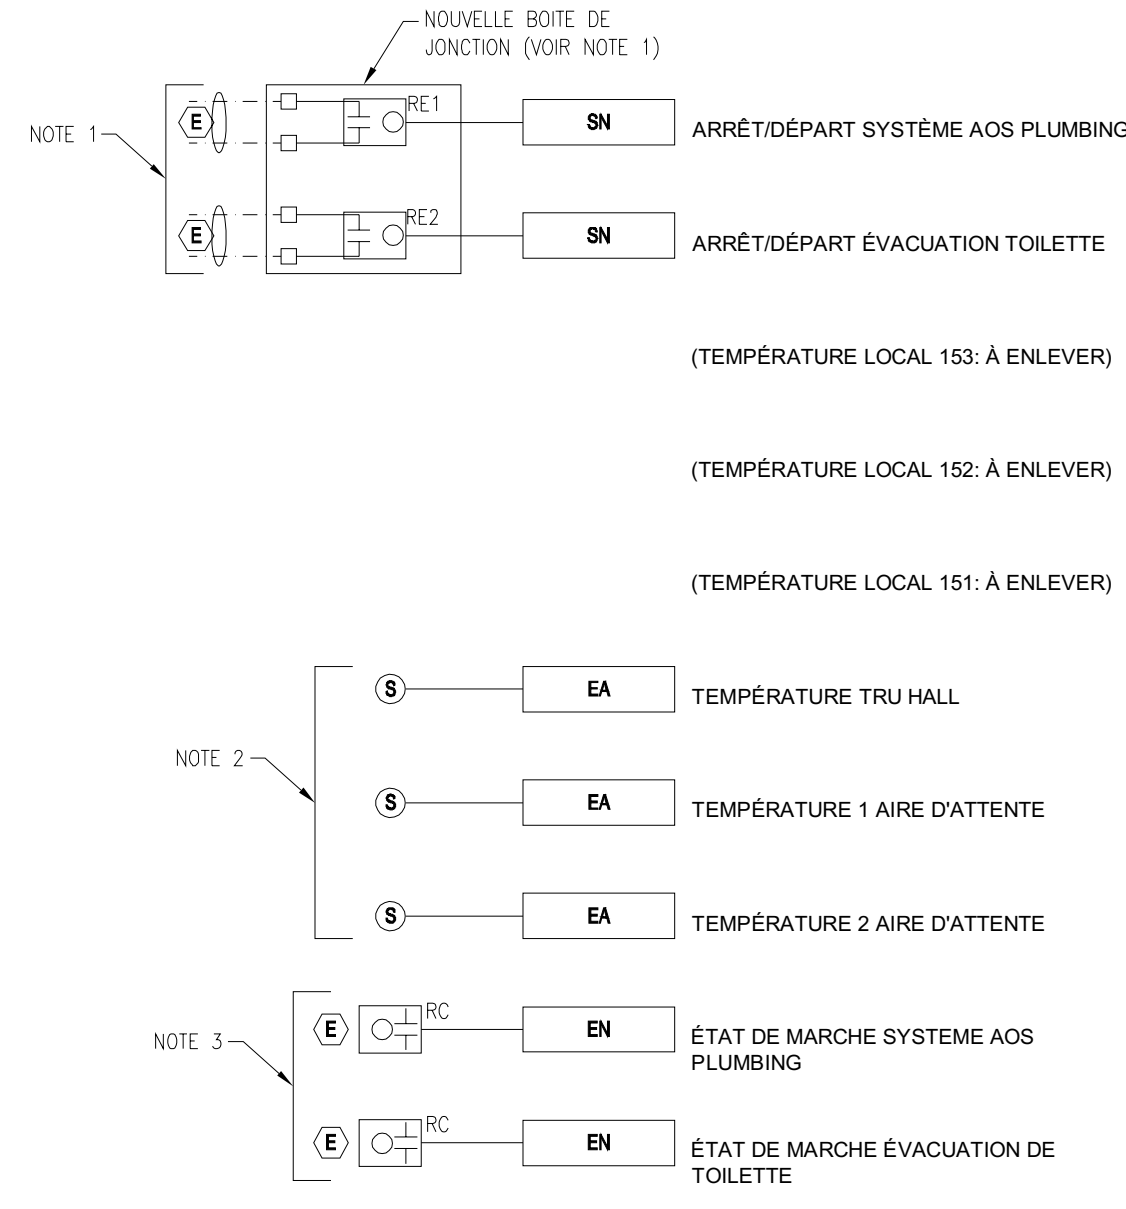 NOUVELLE BOITE DE
JONCTION (VOIR NOTE 1)
NOTE 1
E
RE1
SN
ARRÊT/DÉPART SYSTÈME AOS PLUMBING
E
RE2
SN
ARRÊT/DÉPART ÉVACUATION TOILETTE
(TEMPÉRATURE LOCAL 153: À ENLEVER)
(TEMPÉRATURE LOCAL 152: À ENLEVER)
(TEMPÉRATURE LOCAL 151: À ENLEVER)
NOTE 2
S
EA
TEMPÉRATURE TRU HALL
S
EA
TEMPÉRATURE 1 AIRE D'ATTENTE
S
EA
TEMPÉRATURE 2 AIRE D'ATTENTE
NOTE 3
E
RC
EN
ÉTAT DE MARCHE SYSTEME AOS
PLUMBING
E
RC
EN
ÉTAT DE MARCHE ÉVACUATION DE
TOILETTE